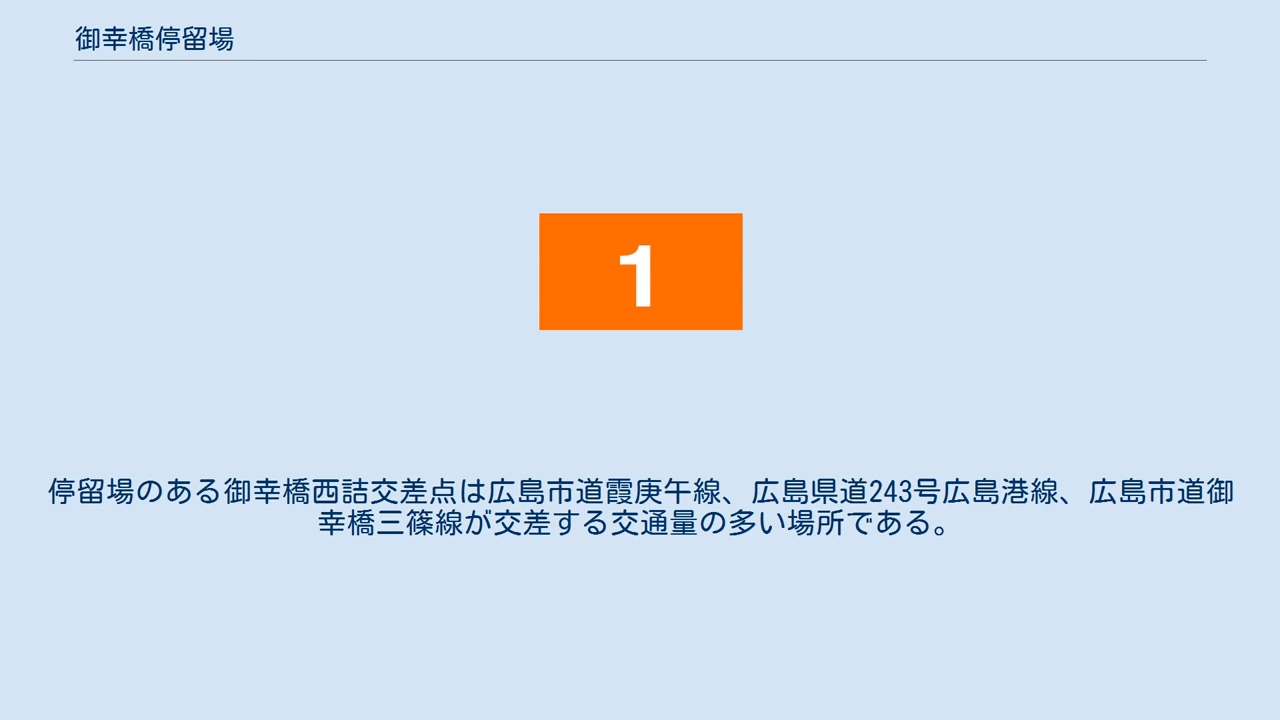 御幸橋停留場
1
停留場のある御幸橋西詰交差点は広島市道霞庚午線、広島県道243号広島港線、広島市道御
幸橋三篠線が交差する交通量の多い場所である。